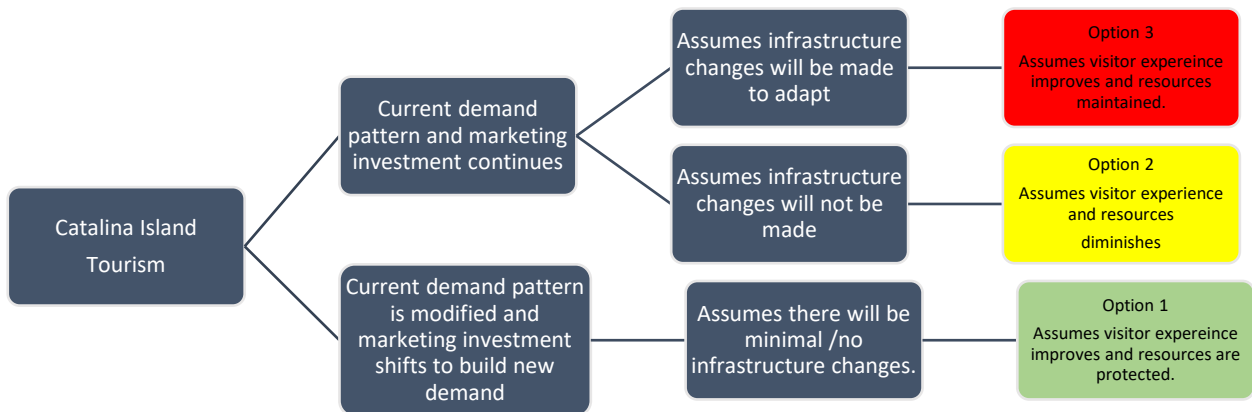 Catalina Island
Tourism
Current demand
pattern and marketing
investment continues
Assumes infrastructure
changes will be made
to adapt
Option 3
Assumes visitor expereince
improves and resources
maintained.
Assumes infrastructure
changes will not be
made
Option 2
Assumes visitor experience
and resources
diminishes
Current demand pattern
is modified and
marketing investment
shifts to build new
demand
Assumes there will be
minimal /no
infrastructure changes.
Option 1
Assumes visitor expereince
improves and resources are
protected.